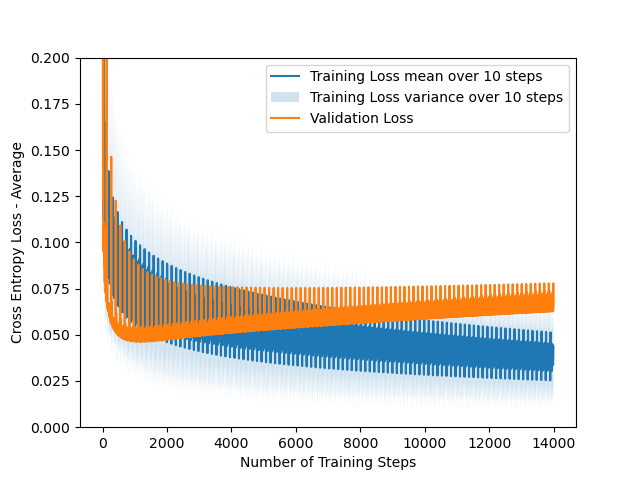 0.200
0.175
0.150
0.125
0.100
0.075
0.050
0.025
0.000
Cross Entropy Loss - Average
Training Loss mean over 10 steps
Training Loss variance over 10 steps
Validation Loss
0 2000 4000 6000 8000 10000 12000 14000
Number of Training Steps